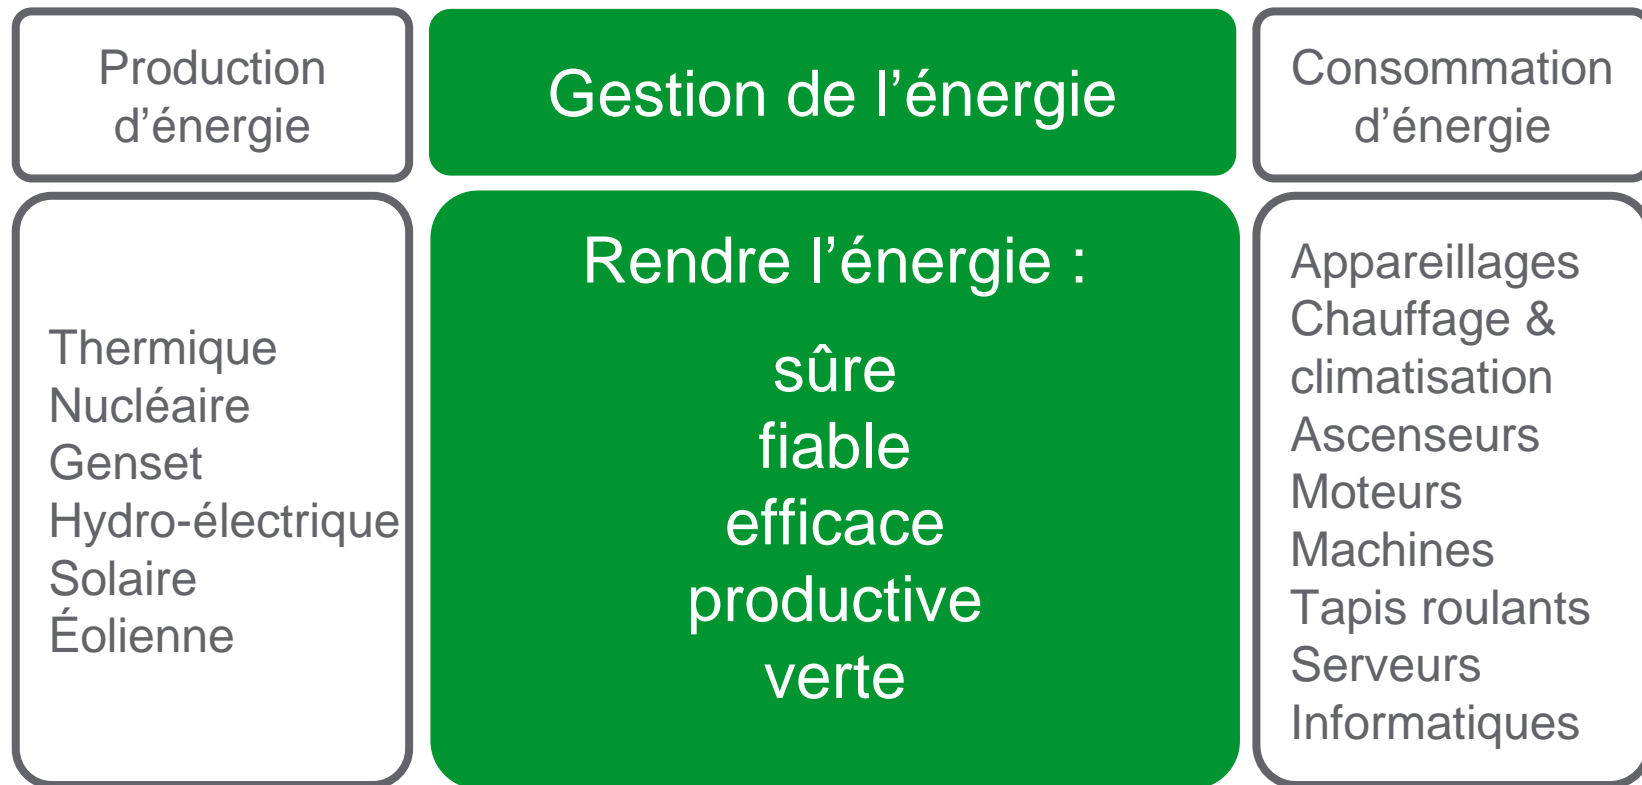 Production
d’énergie
Gestion de l’énergie
Consommation
d’énergie
Thermique
Nucléaire
Genset
Hydro-électrique
Solaire
Éolienne
Rendre l’énergie :
sûre
fiable
efficace
productive
verte
Appareillages
Chauffage &
climatisation
Ascenseurs
Moteurs
Machines
Tapis roulants
Serveurs
Informatiques